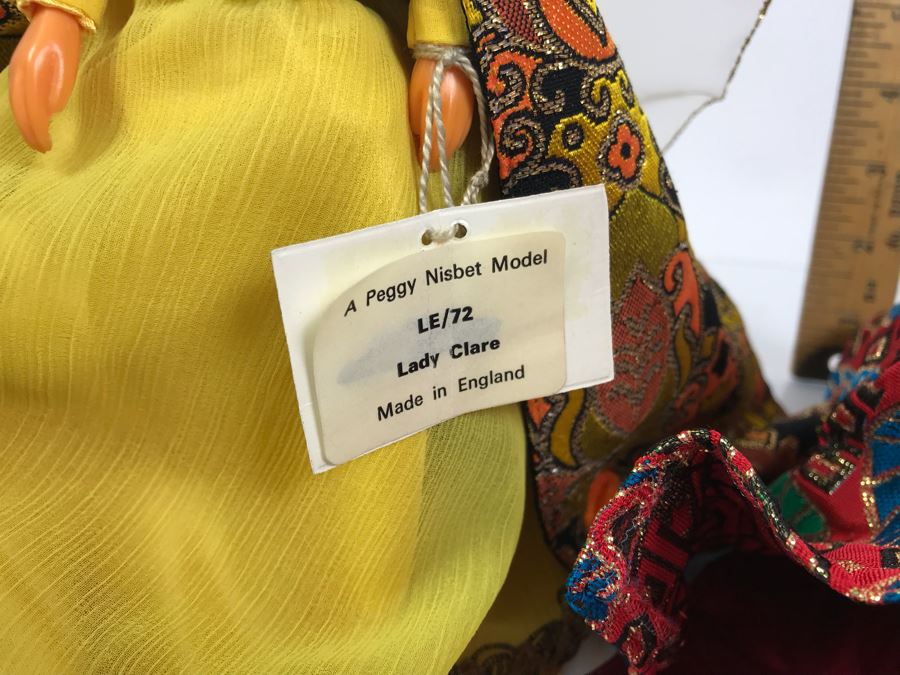 A Peggy Nisbet Model
LE/72
Lady Clare
Made in England